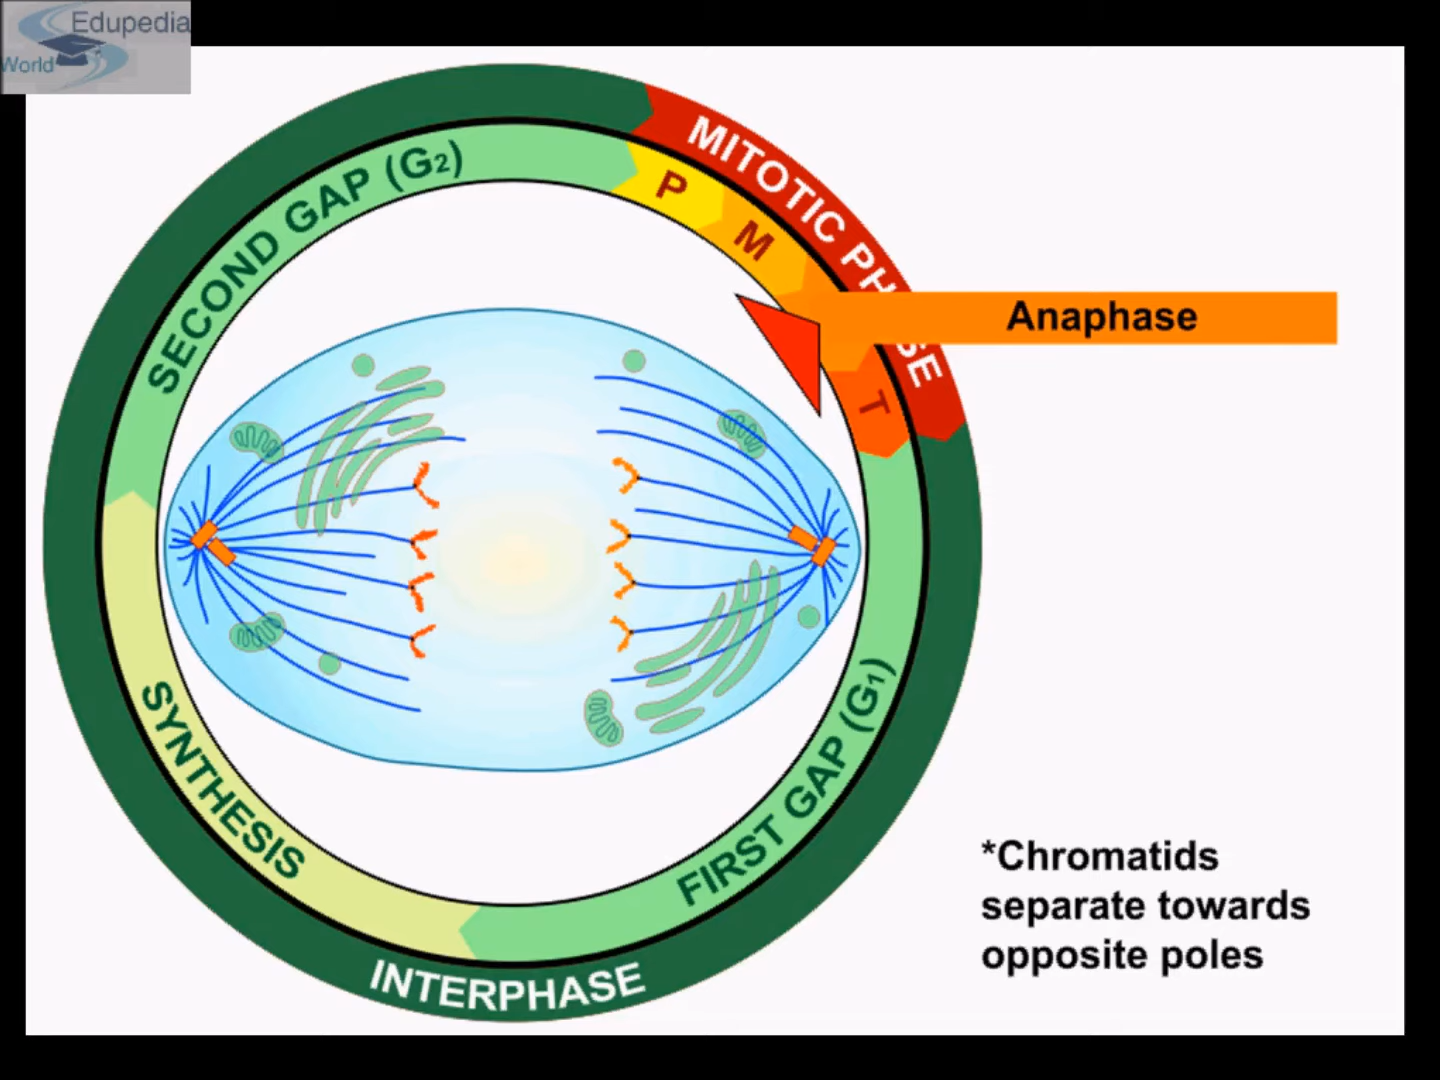 Edupedia
World
SECOND GAP (G₂)
MITOTIC PH SE
P
M
Anaphase
T
SYNTHESIS
FIRST GAP (G₁)
INTERPHASE
*Chromatids
separate towards
opposite poles